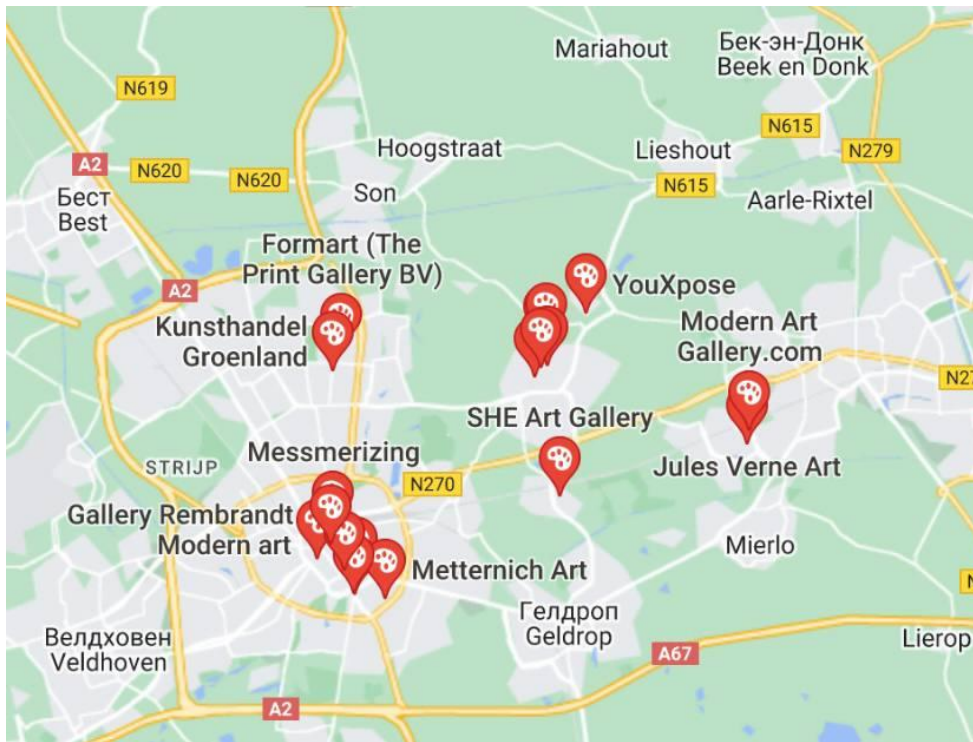 Mariahout
Бек-эн-Донк
Beek en Donk
N619
N615
A2
N620
N620
Hoogstraat
Lieshout
N279
Бест
Best
Son
N615
Aarle-Rixtel
Formart (The
Print Gallery BV)
A2
YouXpose
Kunsthandel
Groenland
Modern Art
Gallery.com
SHE Art Gallery
Messmerizing
STRIJP
N270
Jules Verne Art
Gallery Rembrandt
Modern art
Mierlo
Metternich Art
Гелдроп
Geldrop
Велдховен
Veldhoven
A67
Lierop
A2